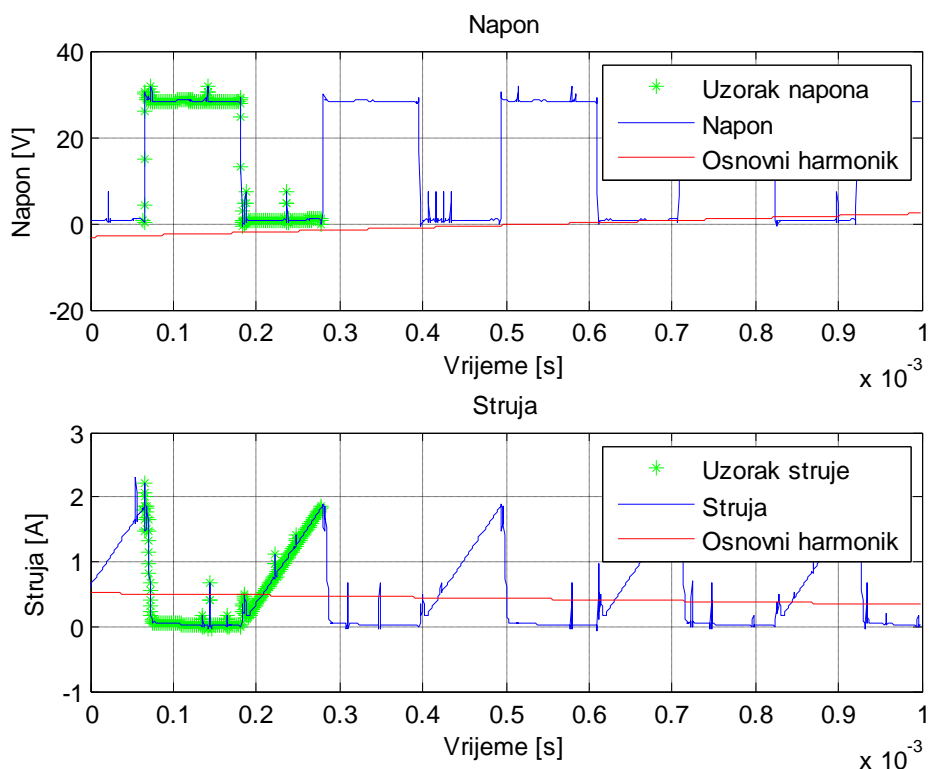 Napon
Napon [V]
40
20
0
-20
Uzorak napona
Napon
Osnovni harmonik
0 0.1 0.2 0.3 0.4 0.5 0.6 0.7 0.8 0.9 1
Vrijeme [s]
x 10-3
Struja
Struja [A]
3
2
1
0
-1
Uzorak struje
Struja
Osnovni harmonik
0 0.1 0.2 0.3 0.4 0.5 0.6 0.7 0.8 0.9 1
Vrijeme [s]
x 10-3